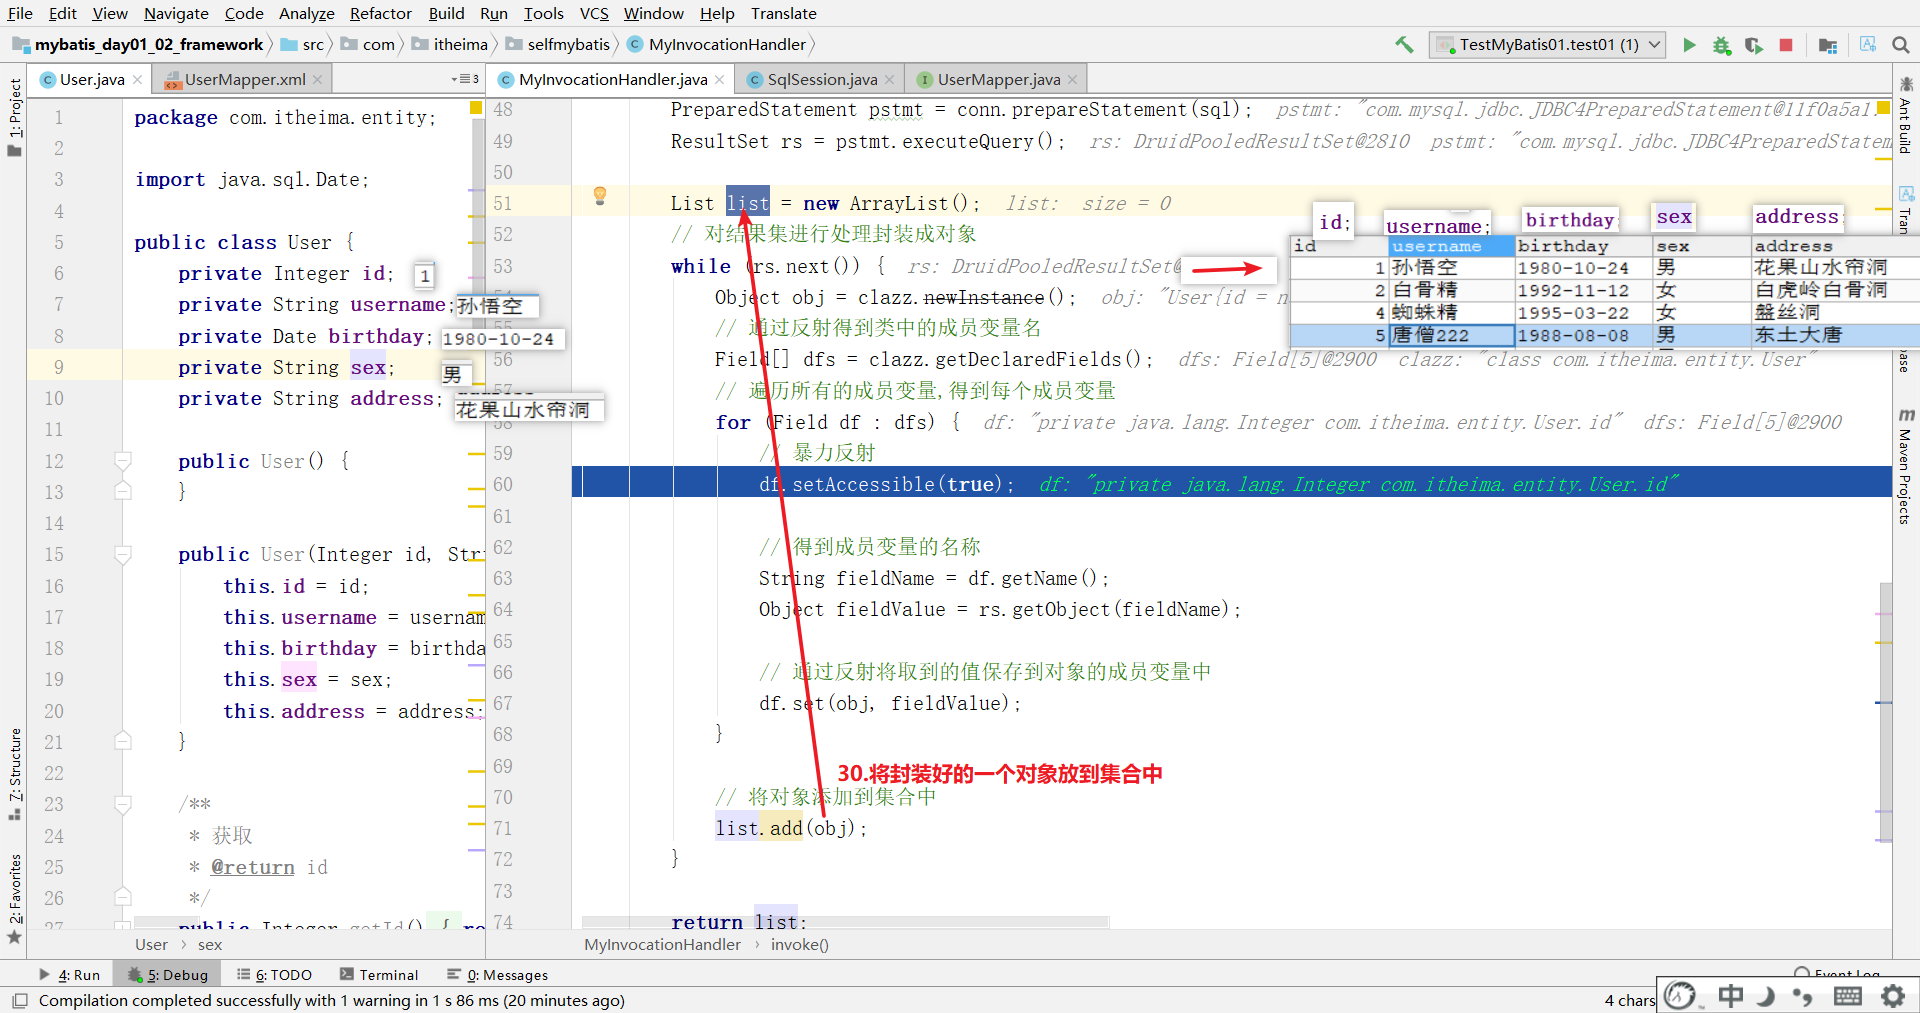 File Edit View Navigate Code Analyze Refactor Build Run Tools VCS Window Help Translate
mybatis_day01_02_framework src com itheima selfmybatis MyInvocationHandler TestMyBatis01.test01 (1)
User.java UserMapper.xml 3 MyInvocationHandler.java SqlSession.java UserMapper.java
1: Project
7: Structure
2: Favorites
1 package com.itheima.entity;
2
3 import java.sql.Date;
4
5 public class User {
6 private Integer id; 1
7 private String username; 孙悟空
8 private Date birthday; 1980-10-24
9 private String sex; 男
10 private String address; 花果山水帘洞
11
12 public User() {
13 }
14
15 public User(Integer id, Str
16 this.id = id;
17 this.username = usernam
18 this.birthday = birthda
19 this.sex = sex;
20 this.address = address;
21 }
22
23 /**
24 * 获取
25 * @return id
26 */
27 public Integer getId() { re
User › sex
48 PreparedStatement pstmt = conn.prepareStatement(sql); pstmt: "com.mysql.jdbc.JDBC4PreparedStatement@11f0a5a1:
49 ResultSet rs = pstmt.executeQuery(); rs: DruidPooledResultSet@2810 pstmt: "com.mysql.jdbc.JDBC4PreparedStatem
50
51 List list = new ArrayList(); list: size = 0
52 // 对结果集进行处理封装成对象
53 while (rs.next()) { rs: DruidPooledResultSet@
Object obj = clazz.newInstance(); obj: "User{id = n
55 // 通过反射得到类中的成员变量名
56 Field[] dfs = clazz.getDeclaredFields(); dfs: Field[5]@2900 clazz: "class com.itheima.entity.User"
57 // 遍历所有的成员变量,得到每个成员变量
58 for (Field df : dfs) { df: "private java.lang.Integer com.itheima.entity.User.id" dfs: Field[5]@2900
59 // 暴力反射
60 df.setAccessible(true); df: "private java.lang.Integer com.itheima.entity.User.id"
61
62 // 得到成员变量的名称
63 String fieldName = df.getName();
64 Object fieldValue = rs.getObject(fieldName);
65
66 // 通过反射将取到的值保存到对象的成员变量中
67 df.set(obj, fieldValue);
68 }
69
30.将封装好的一个对象放到集合中
70 // 将对象添加到集合中
71 list.add(obj);
72 }
73
74 return list;
MyInvocationHandler › invoke()
id; username; birthday; sex address;
id username birthday sex address
1 孙悟空 1980-10-24 男 花果山水帘洞
2 白骨精 1992-11-12 女 白虎岭白骨洞
4 蜘蛛精 1995-03-22 女 盤丝洞
5 唐僧222 1988-08-08 男 东土大唐
Ant Build
Tran
base
m Maven Projects
4: Run 5: Debug 6: TODO Terminal 0: Messages Event Log
Compilation completed successfully with 1 warning in 1 s 86 ms (20 minutes ago) 4 chars 中